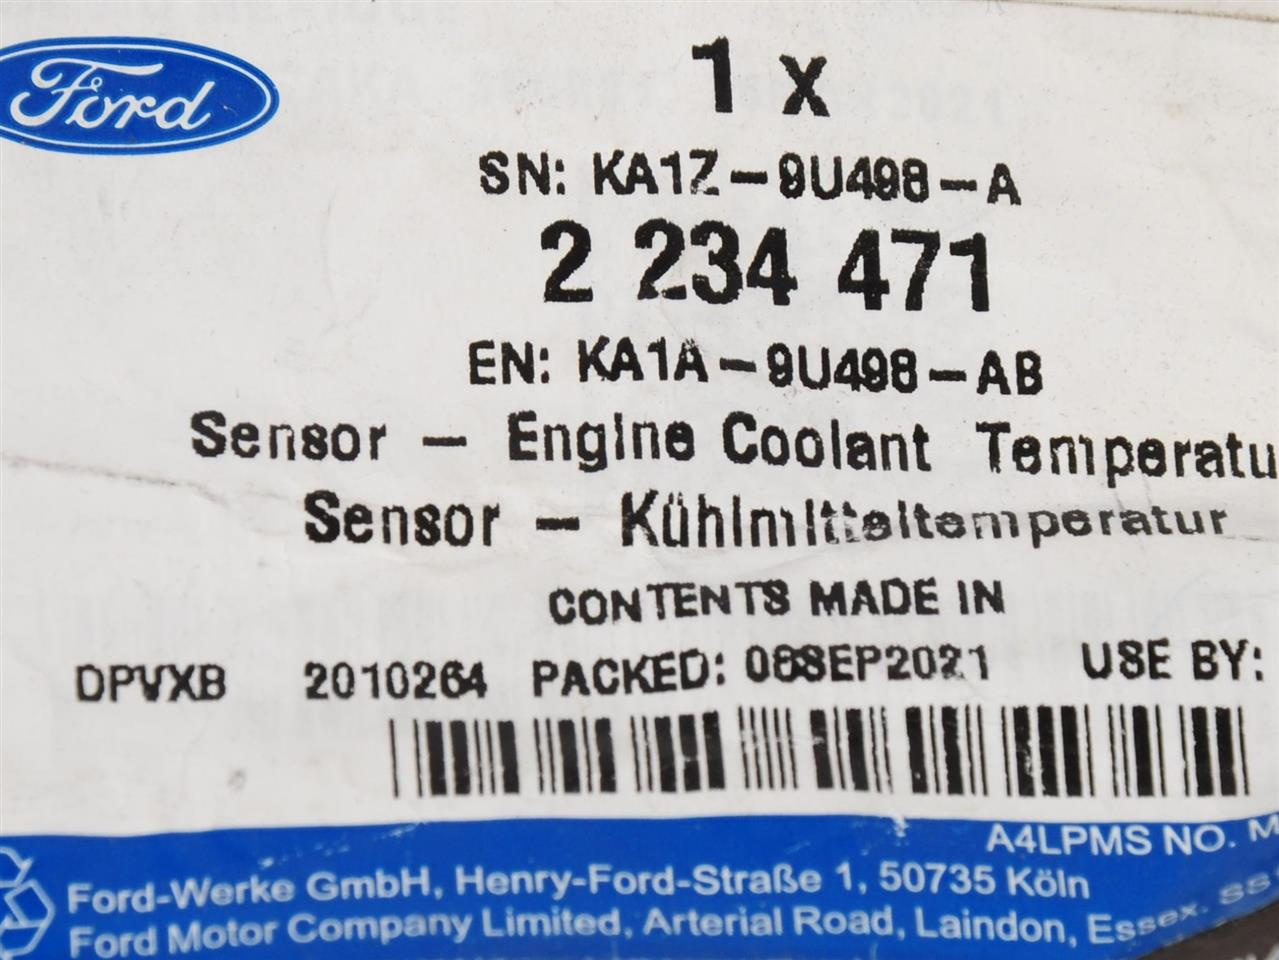 Ford
1 x
SN: KA1Z-9U498-A
2 234 471
EN: KA1A-9U498-AB
Sensor - Engine Coolant Temperatu
Sensor - Kühlmitteltemperatur
CONTENTS MADE IN
DPVXB 2010264 PACKED: 06SEP2021 USE BY:
A4LPMS NO. M
Ford-Werke GmbH, Henry-Ford-Straße 1, 50735 Köln
Ford Motor Company Limited, Arterial Road, Laindon, Essex. SS